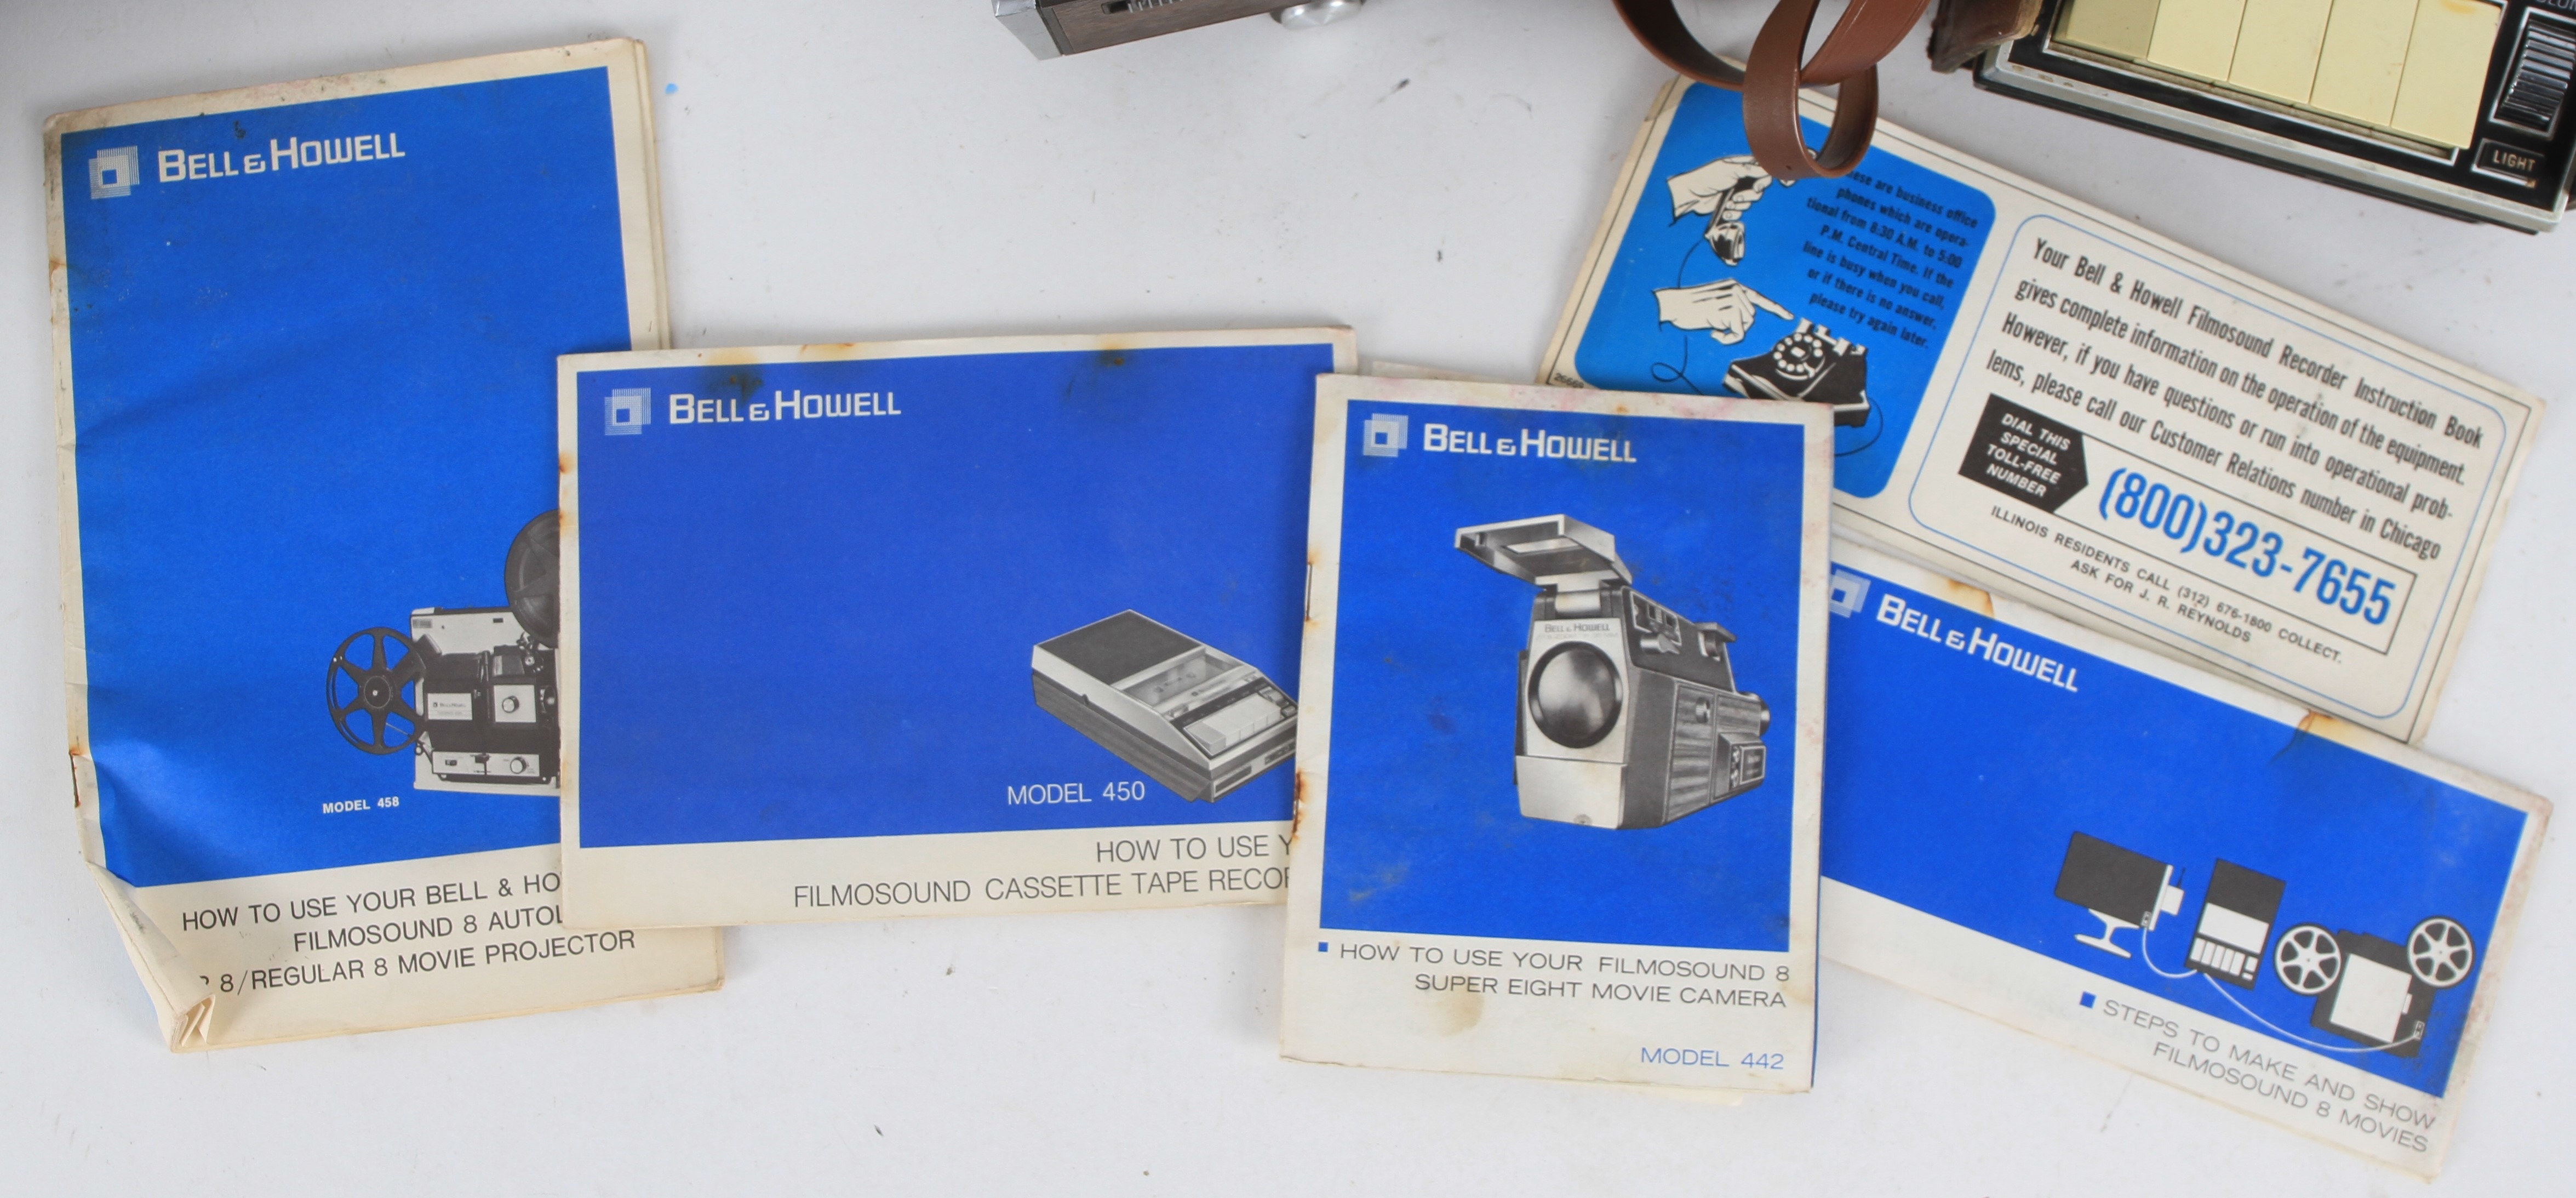 BELL & HOWELL
MODEL 458
HOW TO USE YOUR BELL & HO
FILMOSOUND 8 AUTOL
8/REGULAR 8 MOVIE PROJECTOR
BELL & HOWELL
MODEL 450
HOW TO USE Y
FILMOSOUND CASSETTE TAPE RECOR
BELL & HOWELL
BELL & HOWELL
HOW TO USE YOUR FILMOSOUND 8
SUPER EIGHT MOVIE CAMERA
MODEL 442
LIGHT
ese are business office
phones which are opera-
tional from 8:30 A.M. to 5:00
P.M. Central Time. If the
line is busy when you call,
or if there is no answer,
please try again later.
Your Bell & Howell Filmosound Recorder Instruction Book
gives complete information on the operation of the equipment.
However, if you have questions or run into operational prob-
lems, please call our Customer Relations number in Chicago
DIAL THIS
SPECIAL
TOLL-FREE
NUMBER
(800)323-7655
ILLINOIS RESIDENTS CALL (312) 676-1800 COLLECT.
ASK FOR J. R. REYNOLDS
BELL & HOWELL
STEPS TO MAKE AND SHOW
FILMOSOUND 8 MOVIES